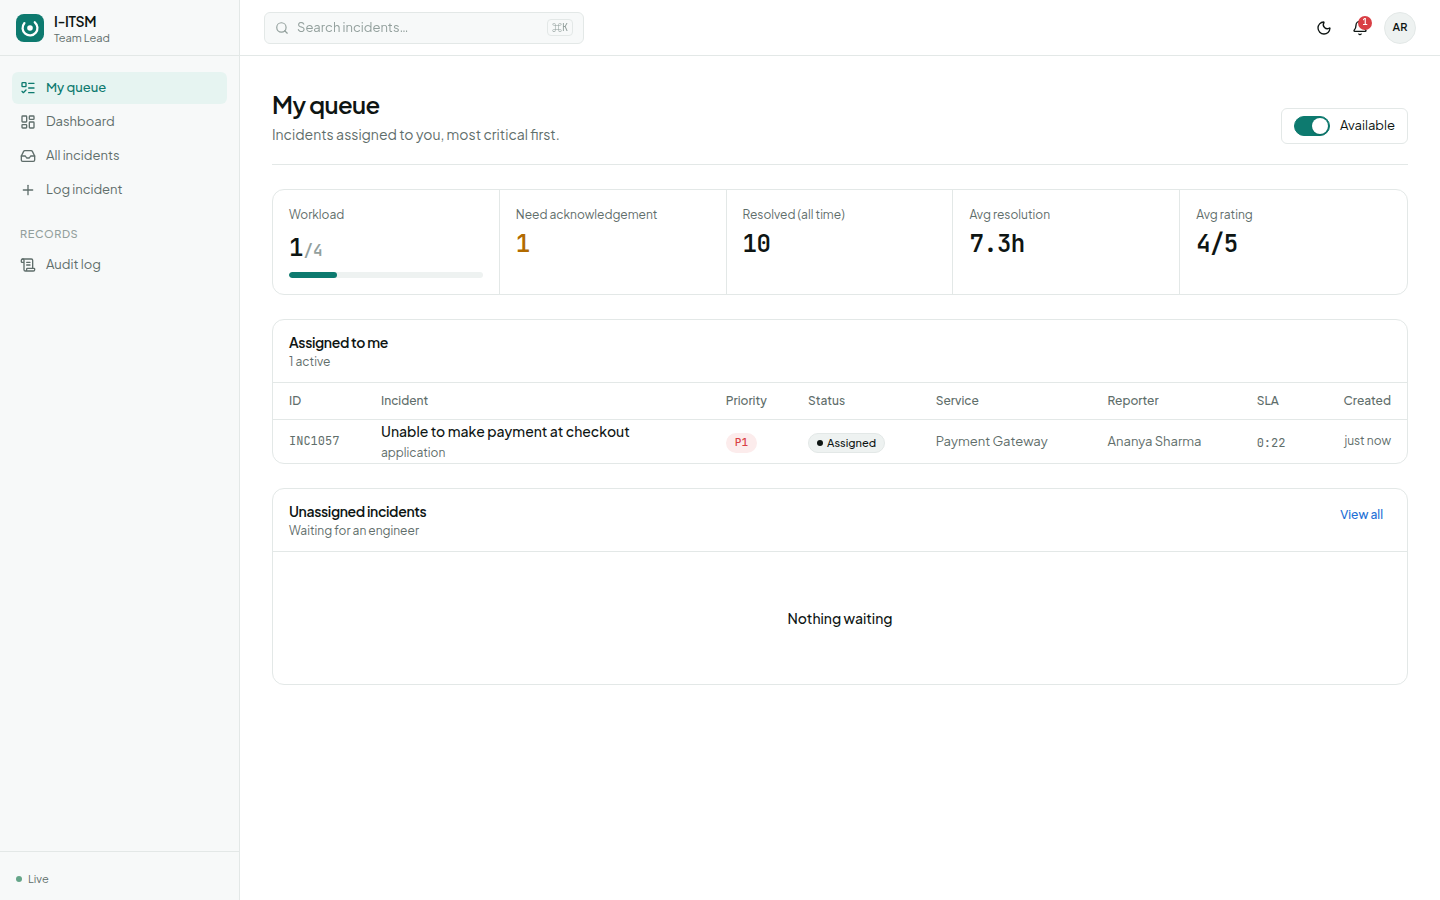 I-ITSM
Team Lead
Search incidents...
⌘K
1
AR
My queue
Dashboard
All incidents
Log incident
RECORDS
Audit log
Live
My queue
Incidents assigned to you, most critical first.
Available
Workload
1/4
Need acknowledgement
1
Resolved (all time)
10
Avg resolution
7.3h
Avg rating
4/5
Assigned to me
1 active
ID Incident Priority Status Service Reporter SLA Created
INC1057 Unable to make payment at checkout P1 Assigned Payment Gateway Ananya Sharma 0:22 just now
application
Unassigned incidents
Waiting for an engineer
View all
Nothing waiting